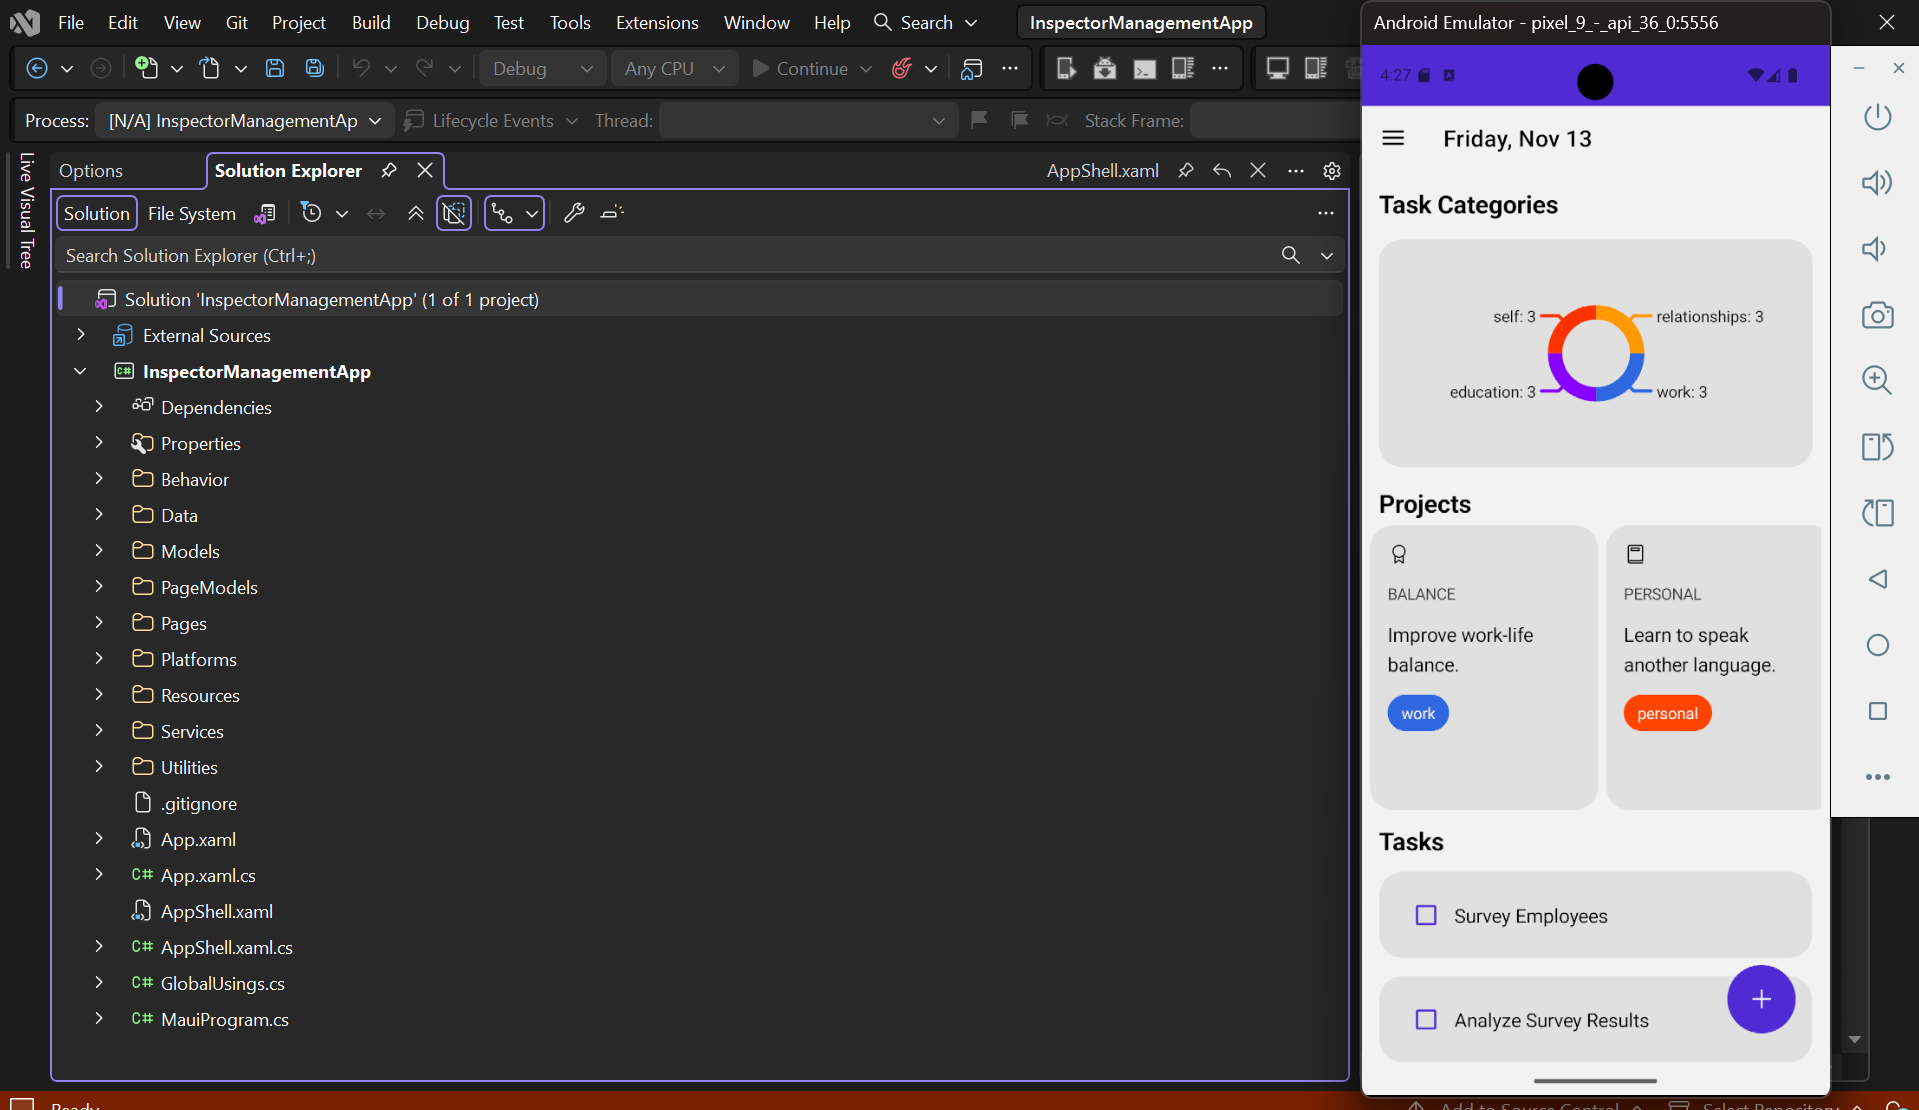 File Edit View Git Project Build Debug Test Tools Extensions Window Help Search InspectorManagementApp
Debug Any CPU Continue
Process: [N/A] InspectorManagementAp Lifecycle Events Thread: Stack Frame:
Live Visual Tree
Options Solution Explorer AppShell.xaml
Solution File System
Search Solution Explorer (Ctrl+;)
Solution 'InspectorManagementApp' (1 of 1 project)
External Sources
C# InspectorManagementApp
Dependencies
Properties
Behavior
Data
Models
PageModels
Pages
Platforms
Resources
Services
Utilities
.gitignore
App.xaml
C# App.xaml.cs
AppShell.xaml
C# AppShell.xaml.cs
C# GlobalUsings.cs
C# MauiProgram.cs
Ready
Add to Source Control Select Repository
Android Emulator - pixel_9_-_api_36_0:5556
4:27
Friday, Nov 13
Task Categories
self: 3 relationships: 3
education: 3 work: 3
Projects
BALANCE
Improve work-life
balance.
work
PERSONAL
Learn to speak
another language.
personal
Tasks
Survey Employees
Analyze Survey Results